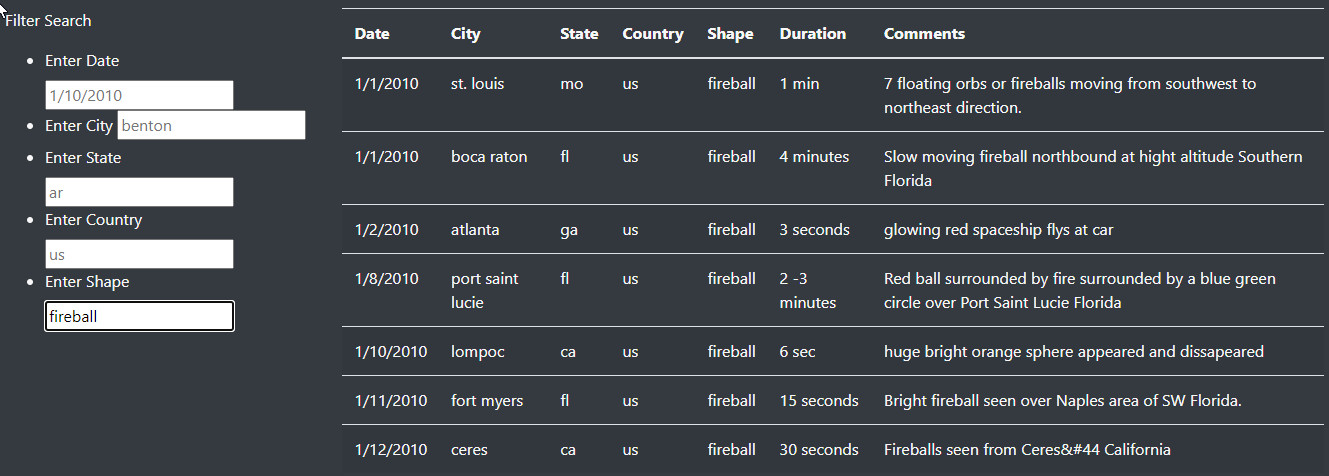 Filter Search
Enter Date
1/10/2010
Enter City benton
Enter State
ar
Enter Country
us
Enter Shape
fireball
Date City State Country Shape Duration Comments
1/1/2010 st. louis mo us fireball 1 min 7 floating orbs or fireballs moving from southwest to
northeast direction.
1/1/2010 boca raton fl us fireball 4 minutes Slow moving fireball northbound at hight altitude Southern
Florida
1/2/2010 atlanta ga us fireball 3 seconds glowing red spaceship flys at car
1/8/2010 port saint fl us fireball 2 -3 Red ball surrounded by fire surrounded by a blue green
lucie minutes circle over Port Saint Lucie Florida
1/10/2010 lompoc ca us fireball 6 sec huge bright orange sphere appeared and dissapeared
1/11/2010 fort myers fl us fireball 15 seconds Bright fireball seen over Naples area of SW Florida.
1/12/2010 ceres ca us fireball 30 seconds Fireballs seen from Ceres&#44 California